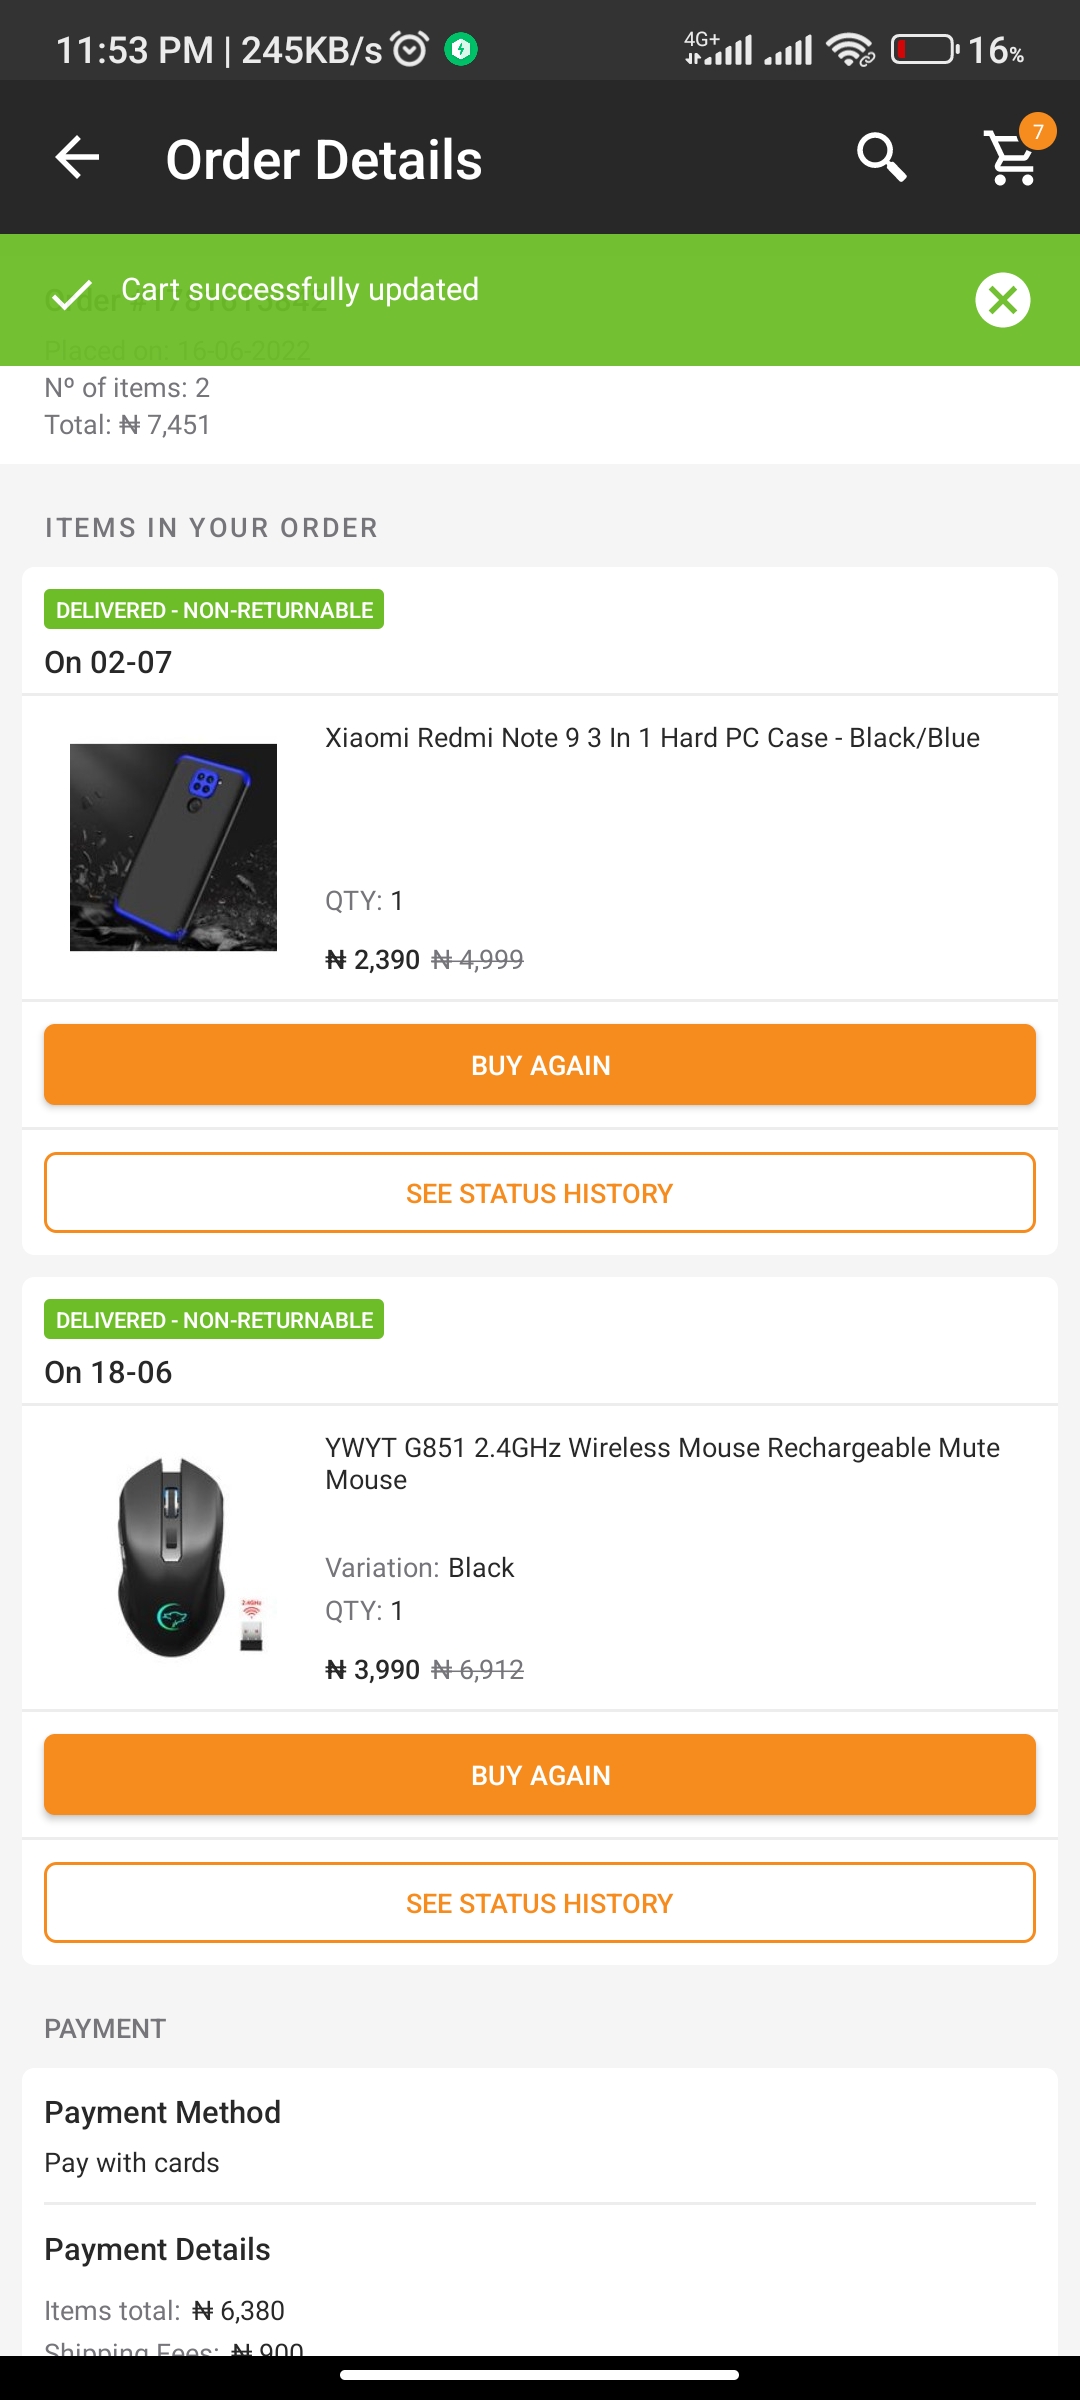 11:53 PM | 245KB/s
4G+
16%
Order Details
7
Cart successfully updated
Placed on: 16-06-2022
Nº of items: 2
Total: ₦ 7,451
ITEMS IN YOUR ORDER
DELIVERED - NON-RETURNABLE
On 02-07
Xiaomi Redmi Note 9 3 In 1 Hard PC Case - Black/Blue
QTY: 1
₦ 2,390 ₦ 4,999
BUY AGAIN
SEE STATUS HISTORY
DELIVERED - NON-RETURNABLE
On 18-06
YWYT G851 2.4GHz Wireless Mouse Rechargeable Mute
Mouse
2.4GHz
Variation: Black
QTY: 1
₦ 3,990 ₦ 6,912
BUY AGAIN
SEE STATUS HISTORY
PAYMENT
Payment Method
Pay with cards
Payment Details
Items total: ₦ 6,380
Shipping Fees: ₦ 900